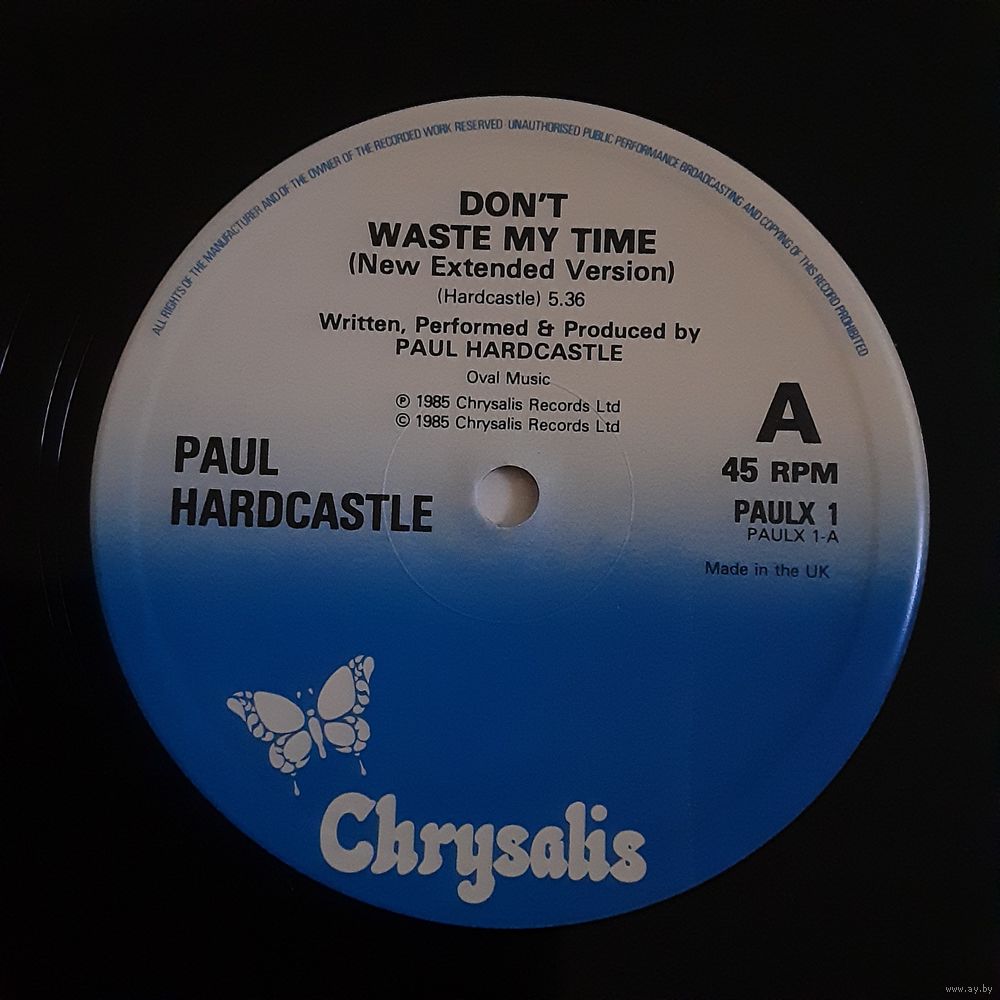 ALL RIGHTS OF THE MANUFACTURER AND OF THE OWNER OF THE RECORDED WORK RESERVED UNAUTHORISED PUBLIC PERFORMANCE BROADCASTING AND COPYING OF THIS RECORD PROHIBITED
DON'T
WASTE MY TIME
(New Extended Version)
(Hardcastle) 5.36
Written, Performed & Produced by
PAUL HARDCASTLE
Oval Music
℗ 1985 Chrysalis Records Ltd
© 1985 Chrysalis Records Ltd
PAUL
HARDCASTLE
A
45 RPM
PAULX 1
PAULX 1-A
Made in the UK
Chrysalis
www.ay.by